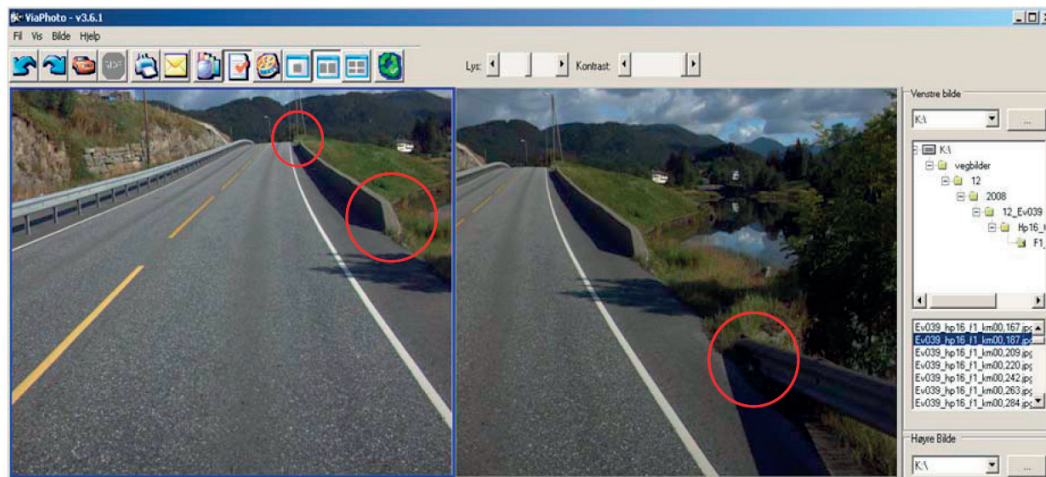 ViaPhoto - v3.6.1
Fil Vis Bilde Hjelp
Lys:
Kontrast:
Venstre bilde
K:\
...
K:\
vegbilder
12
2008
12_Ev039
Hp16_
F1_
Ev039_hp16_f1_km00,167.jpg
Ev039_hp16_f1_km00,187.jpg
Ev039_hp16_f1_km00,209.jpg
Ev039_hp16_f1_km00,220.jpg
Ev039_hp16_f1_km00,242.jpg
Ev039_hp16_f1_km00,263.jpg
Ev039_hp16_f1_km00,284.jpg
Høyre Bilde
K:\
...